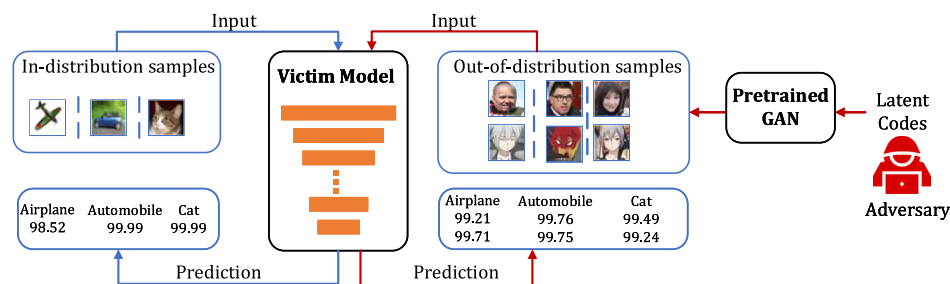 Input
Input
In-distribution samples
Victim Model
Out-of-distribution samples
Pretrained
GAN
Latent
Codes
Adversary
Airplane Automobile Cat
98.52 99.99 99.99
Airplane Automobile Cat
99.21 99.76 99.49
99.71 99.75 99.24
Prediction
Prediction